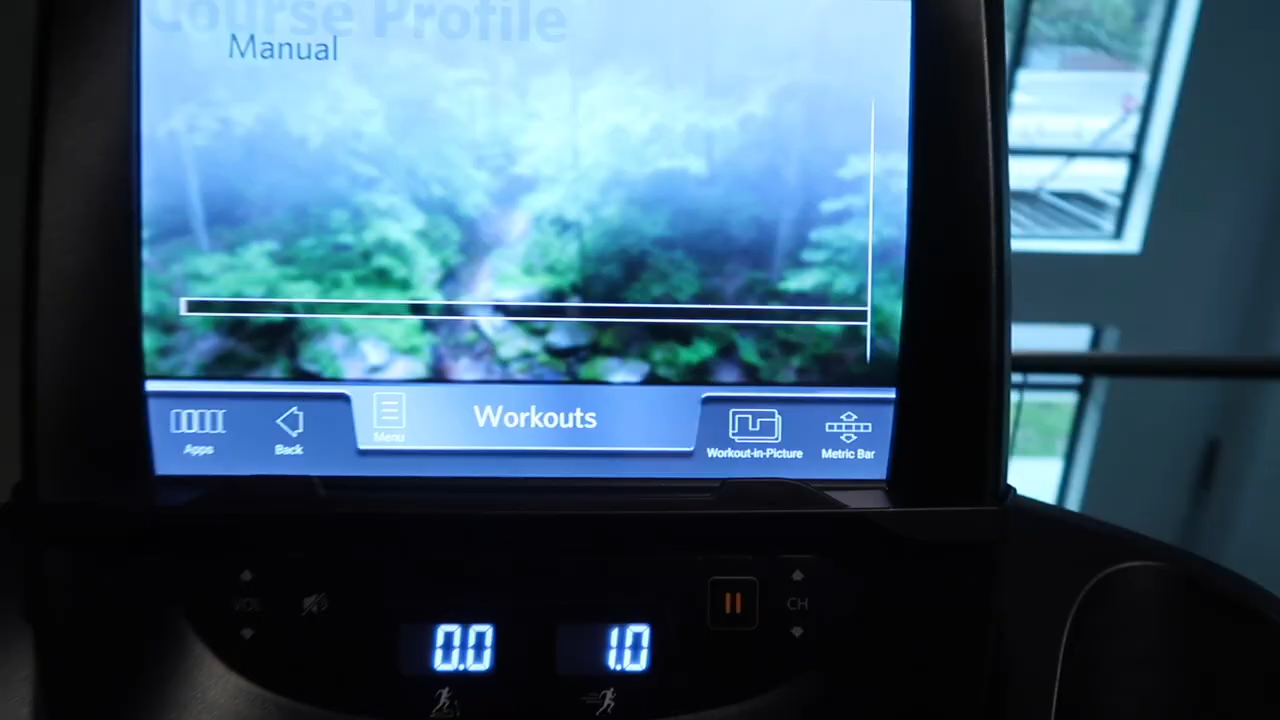 Course Profile
Manual
Apps
Back
Menu
Workouts
Workout-in-Picture
Metric Bar
VOL
CH
0.0
1.0